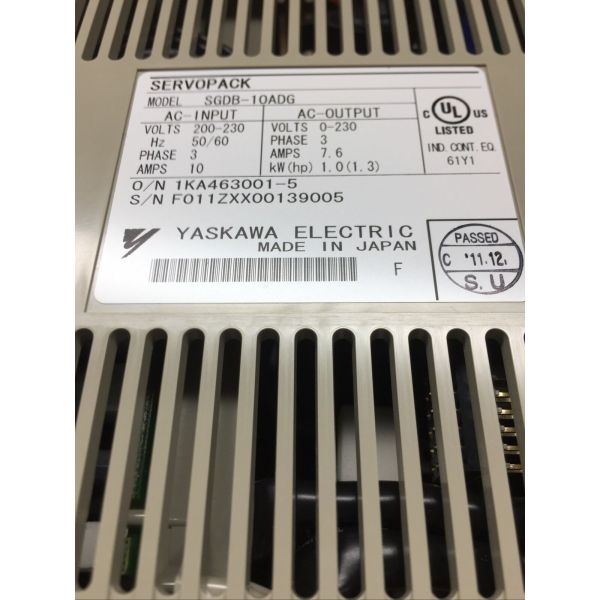 SERVOPACK
MODEL SGDB-10ADG
AC-INPUT AC-OUTPUT
VOLTS 200-230 VOLTS 0-230
Hz 50/60 PHASE 3
PHASE 3 AMPS 7.6
AMPS 10 kW(hp) 1.0(1.3)
C UL US
LISTED
IND. CONT. EQ.
61Y1
O/N 1KA463001-5
S/N F011ZXX00139005
YASKAWA ELECTRIC
MADE IN JAPAN
F
PASSED
C '11.12.
S. U